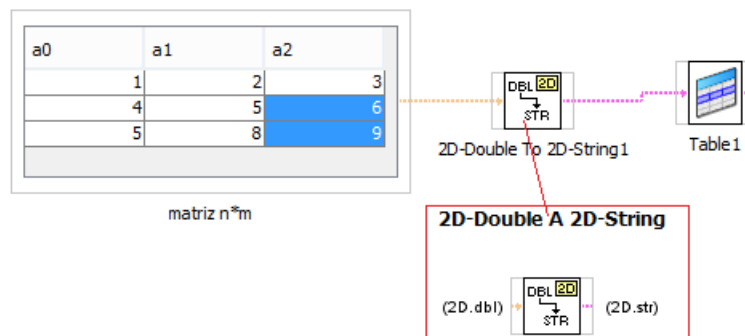 a0 a1 a2
1 2 3
4 5 6
5 8 9
matriz n*m
DBL 2D
STR
2D-Double To 2D-String1
Table1
2D-Double A 2D-String
(2D.dbl) DBL 2D (2D.str)
STR